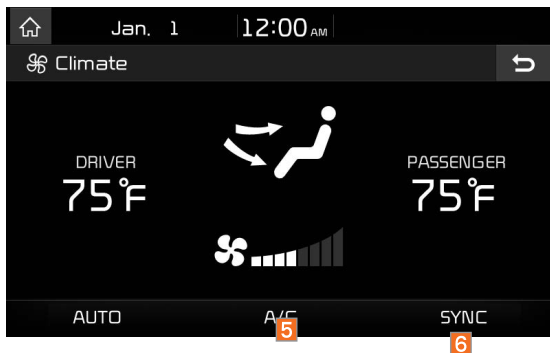 Jan. 1 12:00 AM
Climate
DRIVER
75°F
PASSENGER
75°F
AUTO A/C SYNC
5 6